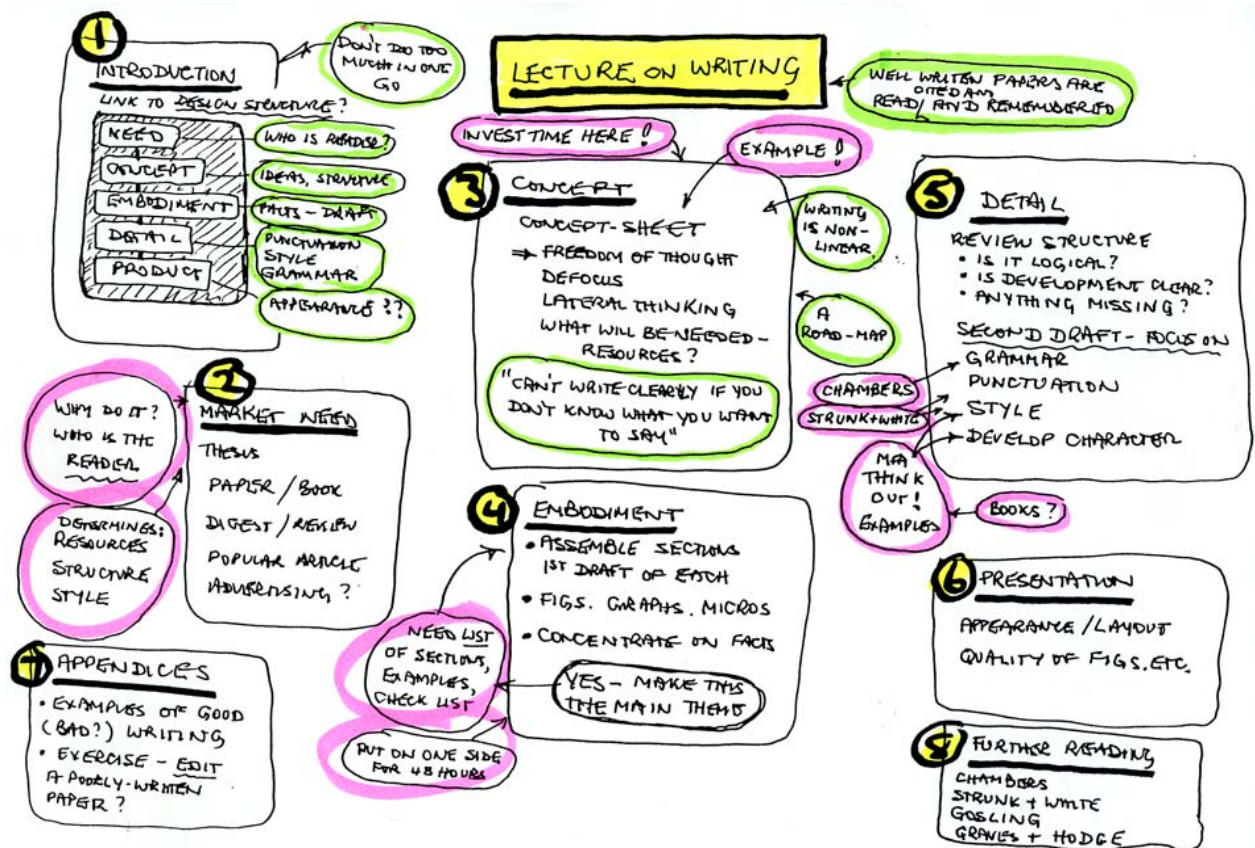 LECTURE ON WRITING
WELL WRITTEN PAPERS ARE
READ/ AND REMEMBERED
1
INTRODUCTION
LINK TO DESIGN STRUCTURE?
NEED
CONCEPT
EMBODIMENT
DETAIL
PRODUCT
DON'T DO TOO
MUCH IN ONE
GO
WHO IS READER?
IDEAS, STRUCTURE
FACTS - DRAFT
PUNCTUATION
STYLE
GRAMMAR
APPEARANCE??
2
MARKET NEED
THESIS
PAPER / BOOK
DIGEST / REVIEW
POPULAR ARTICLE
ADVERTISING?
WHY DO IT?
WHO IS THE
READER
DETERMINES:
RESOURCES
STRUCTURE
STYLE
INVEST TIME HERE!
EXAMPLE!
3
CONCEPT
CONCEPT-SHEET
⇒ FREEDOM OF THOUGHT
DEFOCUS
LATERAL THINKING
WHAT WILL BE NEEDED -
RESOURCES?
"CAN'T WRITE CLEARLY IF YOU
DON'T KNOW WHAT YOU WANT
TO SAY"
WRITING
IS NON-
LINEAR
A
ROAD-MAP
4
EMBODIMENT
• ASSEMBLE SECTIONS
1ST DRAFT OF EACH
• FIGS. GRAPHS. MICROS
• CONCENTRATE ON FACTS
YES - MAKE THIS
THE MAIN THEME
NEED LIST
OF SECTIONS,
EXAMPLES,
CHECK LIST
PUT ON ONE SIDE
FOR 48 HOURS
5
DETAIL
REVIEW STRUCTURE
• IS IT LOGICAL?
• IS DEVELOPMENT CLEAR?
• ANYTHING MISSING?
SECOND DRAFT - FOCUS ON
GRAMMAR
PUNCTUATION
STYLE
DEVELOP CHARACTER
CHAMBERS
STRUNK+WHITE
MFA
THINK
OUT!
EXAMPLES
BOOKS?
6
PRESENTATION
APPEARANCE / LAYOUT
QUALITY OF FIGS. ETC.
7
APPENDICES
• EXAMPLES OF GOOD
(BAD?) WRITING
• EXERCISE - EDIT
A POORLY-WRITTEN
PAPER?
8
FURTHER READING
CHAMBERS
STRUNK + WHITE
GOSLING
GRAVES + HODGE